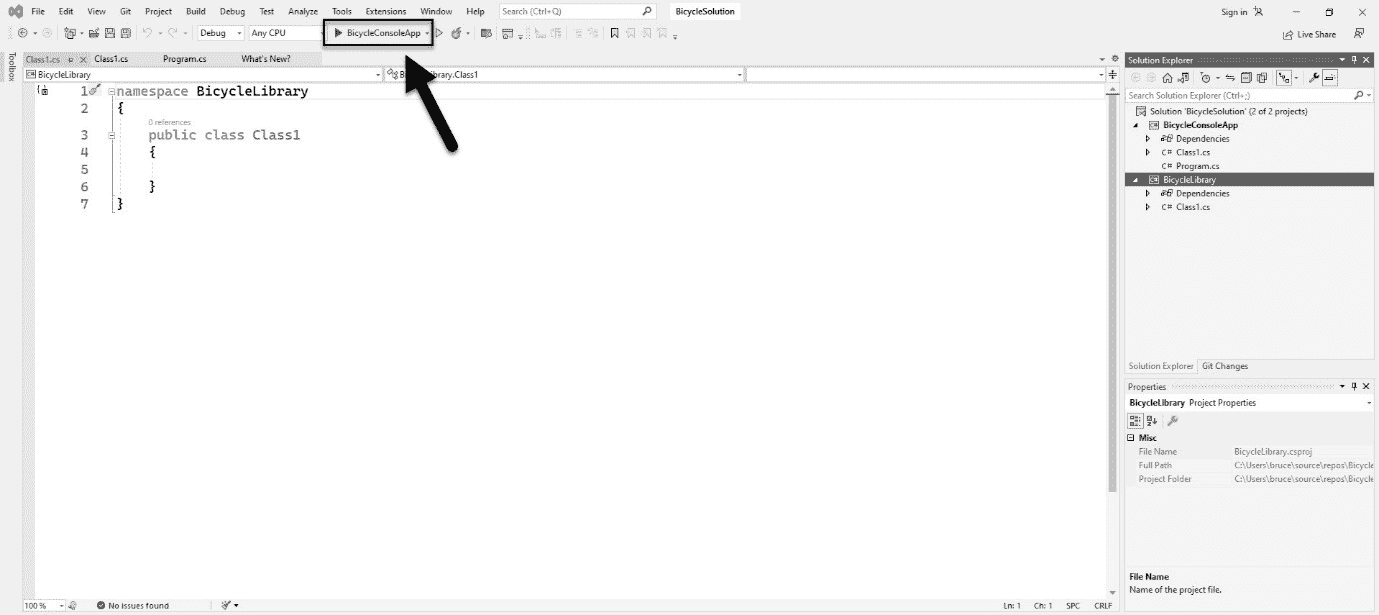 File Edit View Git Project Build Debug Test Analyze Tools Extensions Window Help Search (Ctrl+Q) BicycleSolution Sign in
Debug Any CPU BicycleConsoleApp Live Share
Toolbox
Class1.cs Class1.cs Program.cs What's New?
BicycleLibrary Library.Class1
1 namespace BicycleLibrary
2 {
0 references
3 public class Class1
4 {
5
6 }
7 }
100 % No issues found Ln: 1 Ch: 1 SPC CRLF
Solution Explorer
Search Solution Explorer (Ctrl+;)
Solution 'BicycleSolution' (2 of 2 projects)
BicycleConsoleApp
Dependencies
C# Class1.cs
C# Program.cs
BicycleLibrary
Dependencies
C# Class1.cs
Solution Explorer Git Changes
Properties
BicycleLibrary Project Properties
Misc
File Name BicycleLibrary.csproj
Full Path C:\Users\bruce\source\repos\Bicycle
Project Folder C:\Users\bruce\source\repos\Bicycle
File Name
Name of the project file.